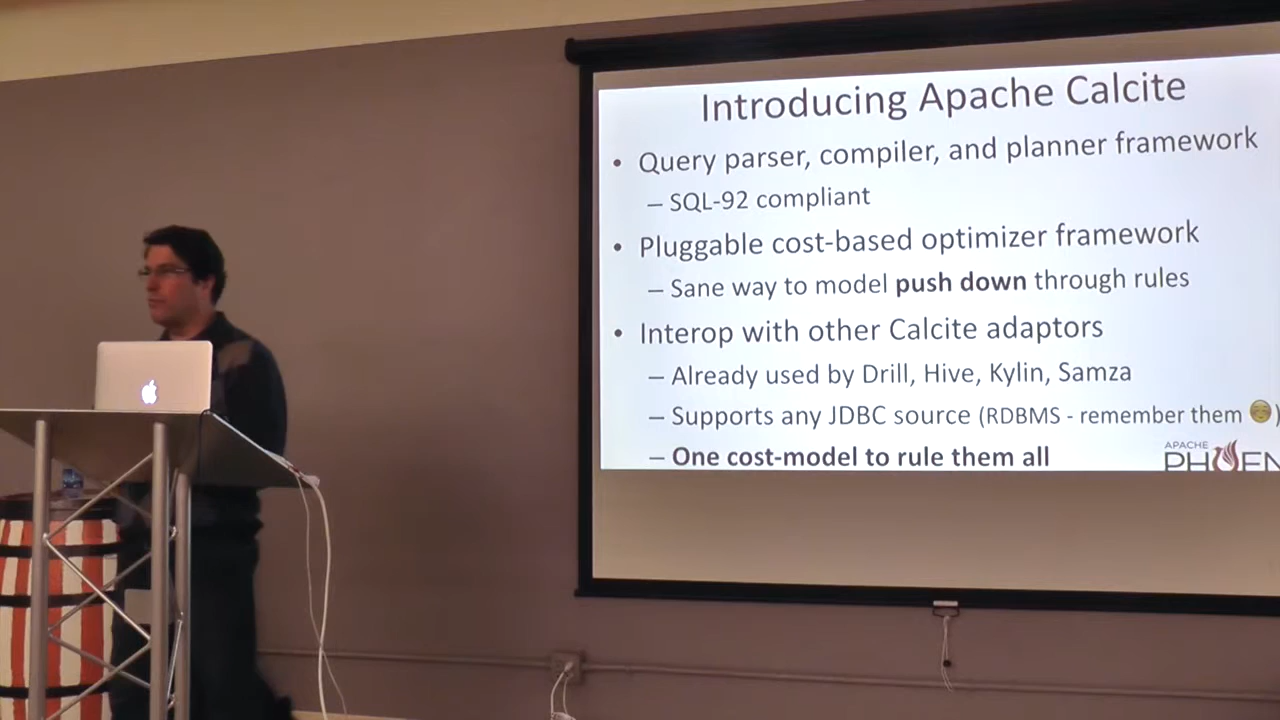 Introducing Apache Calcite
• Query parser, compiler, and planner framework
– SQL-92 compliant
• Pluggable cost-based optimizer framework
– Sane way to model push down through rules
• Interop with other Calcite adaptors
– Already used by Drill, Hive, Kylin, Samza
– Supports any JDBC source (RDBMS - remember them 😊)
– One cost-model to rule them all
APACHE
PHOEN